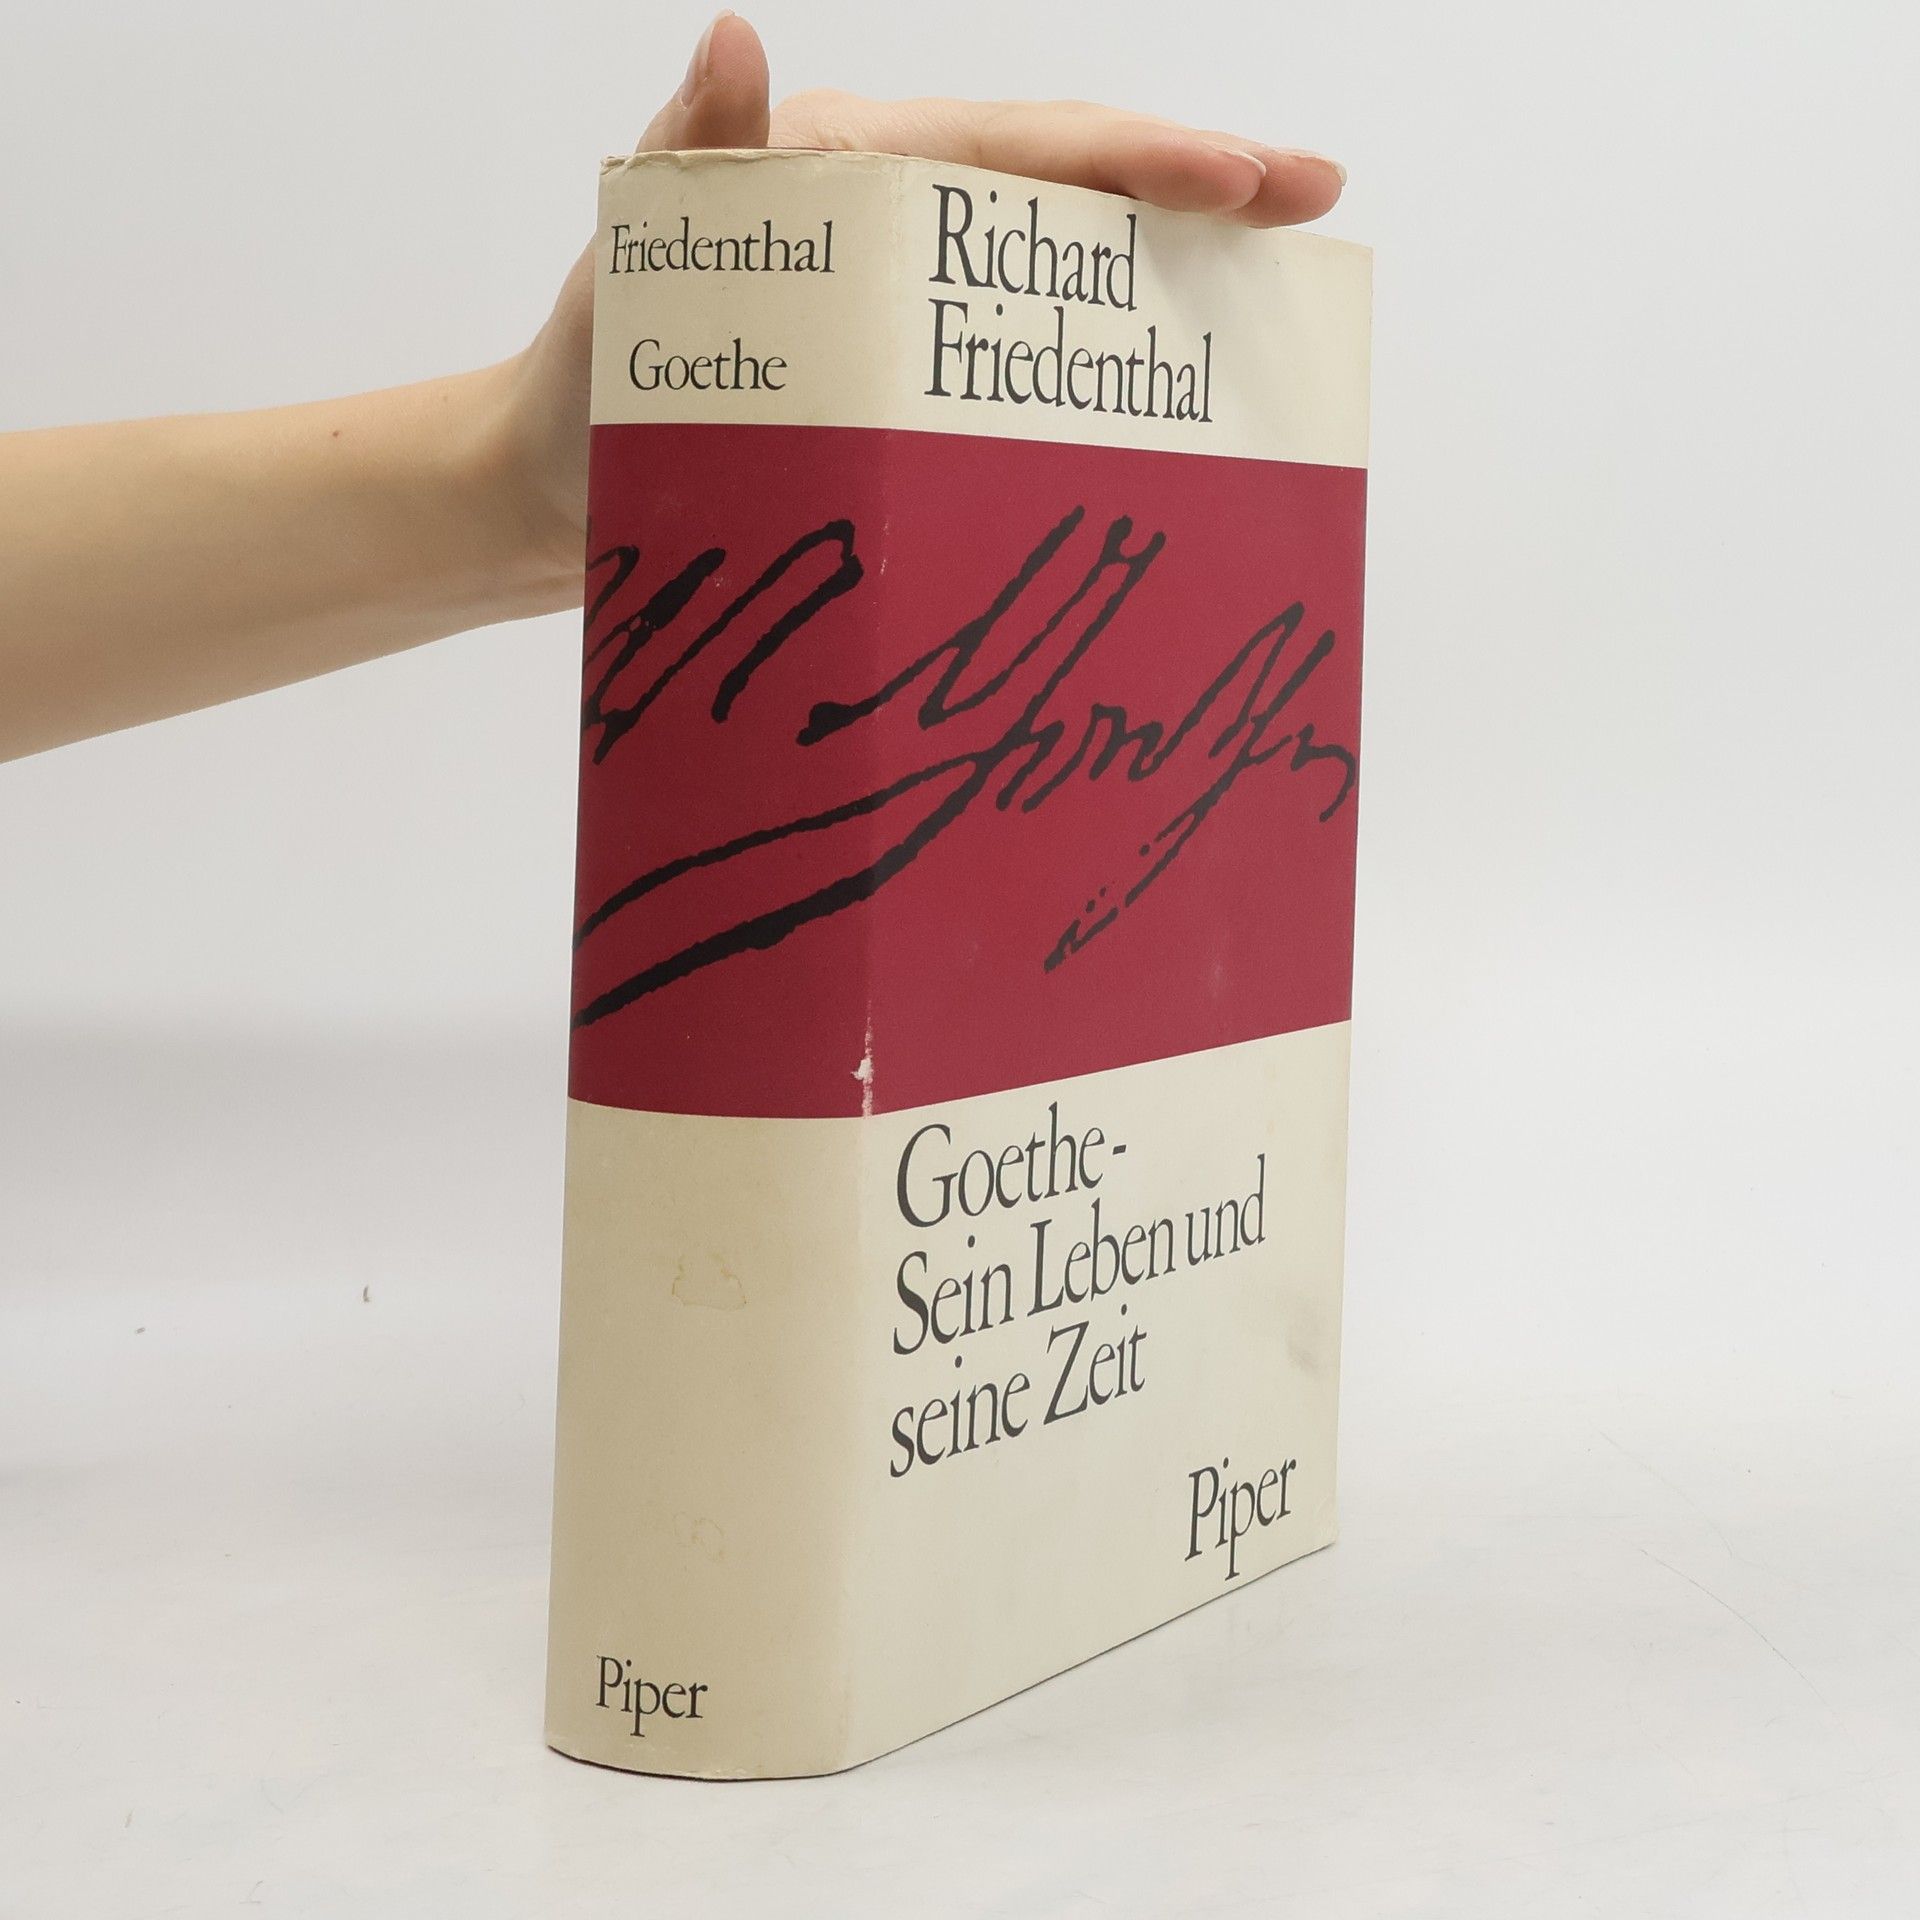 Friedenthal
Goethe
Piper
Richard
Friedenthal
Goethe-
Sein Leben und
seine Zeit
Piper